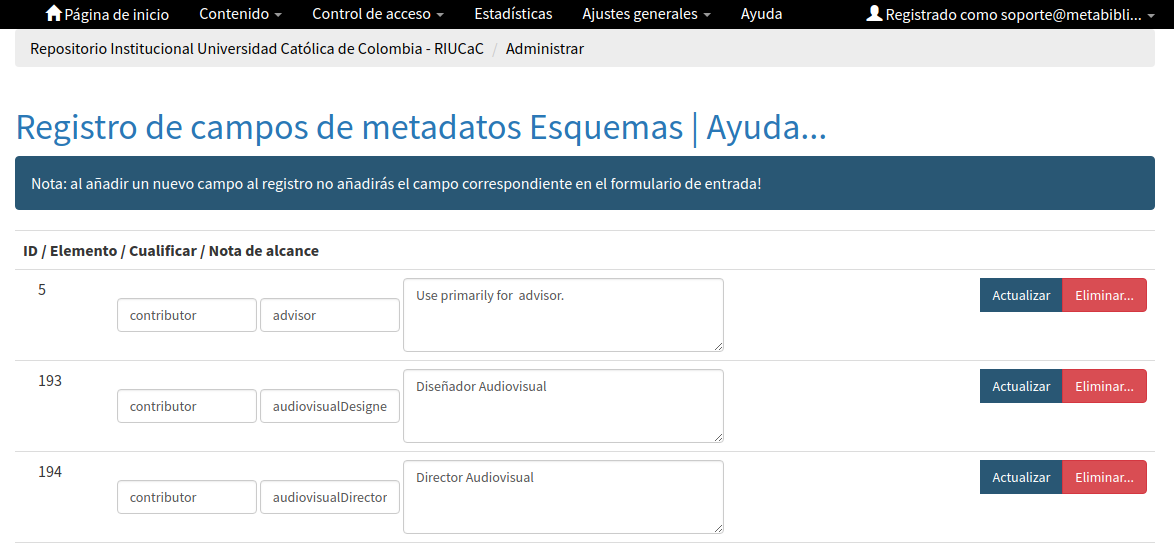 Página de inicio Contenido Control de acceso Estadísticas Ajustes generales Ayuda Registrado como soporte@metabibli...
Repositorio Institucional Universidad Católica de Colombia - RIUCaC / Administrar
Registro de campos de metadatos Esquemas | Ayuda...
Nota: al añadir un nuevo campo al registro no añadirás el campo correspondiente en el formulario de entrada!
ID / Elemento / Cualificar / Nota de alcance
5 contributor advisor Use primarily for advisor. Actualizar Eliminar...
193 contributor audiovisualDesigne Diseñador Audiovisual Actualizar Eliminar...
194 contributor audiovisualDirector Director Audiovisual Actualizar Eliminar...